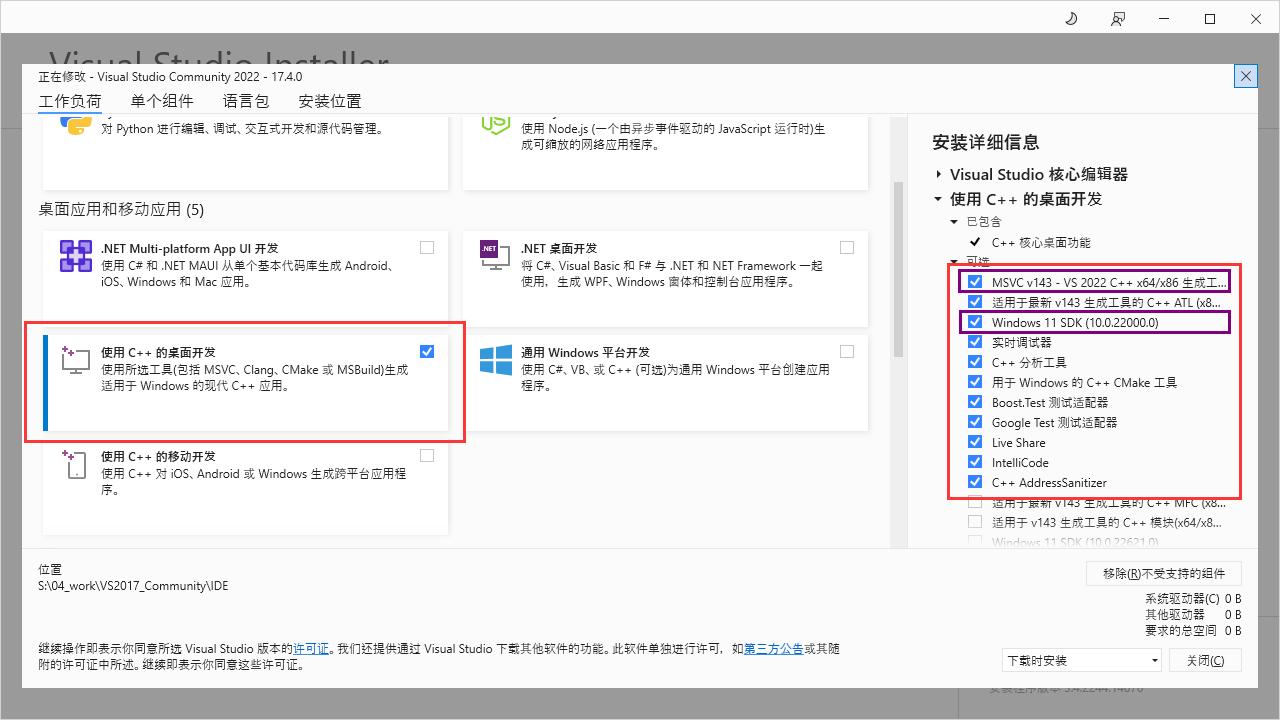 Visual Studio Installer
正在修改 - Visual Studio Community 2022 - 17.4.0
工作负荷 单个组件 语言包 安装位置
对 Python 进行编辑、调试、交互式开发和源代码管理。
使用 Node.js (一个由异步事件驱动的 JavaScript 运行时)生
成可缩放的网络应用程序。
桌面应用和移动应用 (5)
.NET Multi-platform App UI 开发
使用 C# 和 .NET MAUI 从单个基本代码库生成 Android、
iOS、Windows 和 Mac 应用。
.NET
.NET 桌面开发
将 C#、Visual Basic 和 F# 与 .NET 和 NET Framework 一起
使用，生成 WPF、Windows 窗体和控制台应用程序。
使用 C++ 的桌面开发
使用所选工具(包括 MSVC、Clang、CMake 或 MSBuild)生成
适用于 Windows 的现代 C++ 应用。
通用 Windows 平台开发
使用 C#、VB、或 C++ (可选)为通用 Windows 平台创建应用
程序。
使用 C++ 的移动开发
使用 C++ 对 iOS、Android 或 Windows 生成跨平台应用程
序。
安装详细信息
Visual Studio 核心编辑器
使用 C++ 的桌面开发
已包含
C++ 核心桌面功能
可选
MSVC v143 - VS 2022 C++ x64/x86 生成工...
适用于最新 v143 生成工具的 C++ ATL (x8...
Windows 11 SDK (10.0.22000.0)
实时调试器
C++ 分析工具
用于 Windows 的 C++ CMake 工具
Boost.Test 测试适配器
Google Test 测试适配器
Live Share
IntelliCode
C++ AddressSanitizer
适用于最新 v143 生成工具的 C++ MFC (x8...
适用于 v143 生成工具的 C++ 模块(x64/x8...
Windows 11 SDK (10.0.22621.0)
位置
S:\04_work\VS2017_Community\IDE
移除(R)不受支持的组件
系统驱动器(C) 0 B
其他驱动器 0 B
要求的总空间 0 B
继续操作即表示你同意所选 Visual Studio 版本的许可证。我们还提供通过 Visual Studio 下载其他软件的功能。此软件单独进行许可，如第三方公告或其随
附的许可证中所述。继续即表示你同意这些许可证。
下载时安装
关闭(C)